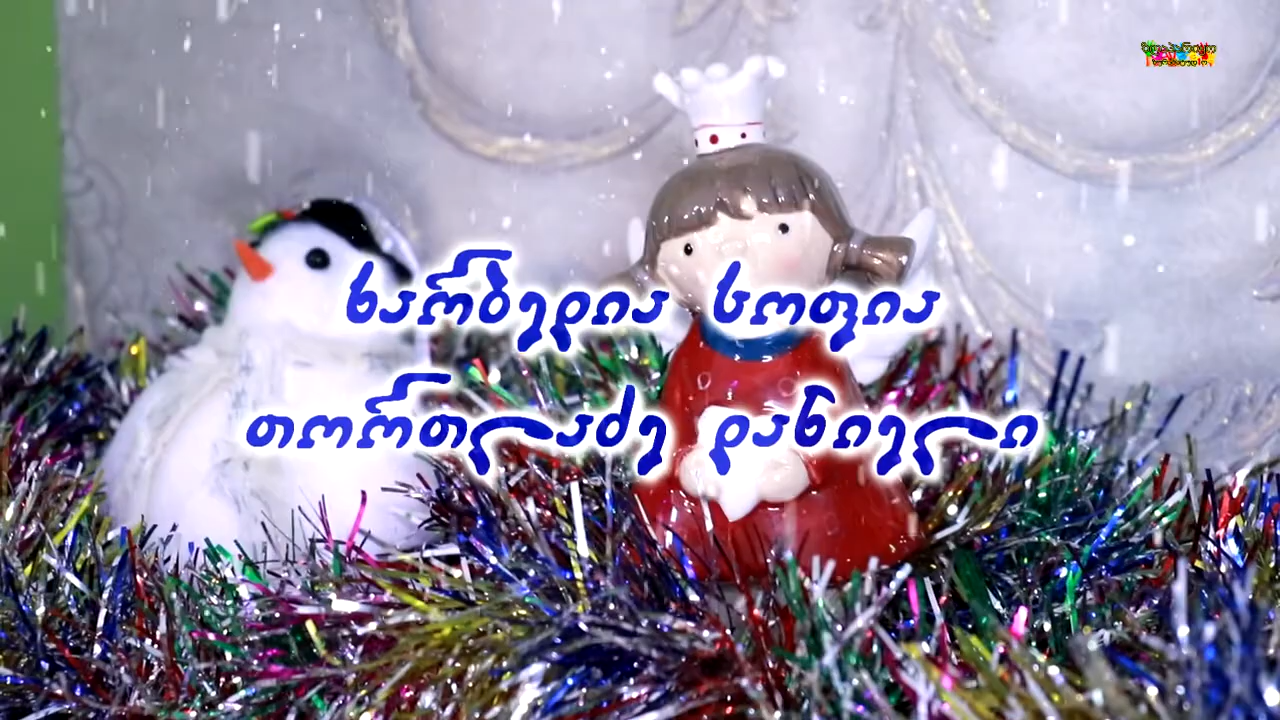 ხარბედია სოფია
თორთლაძე დანიელი